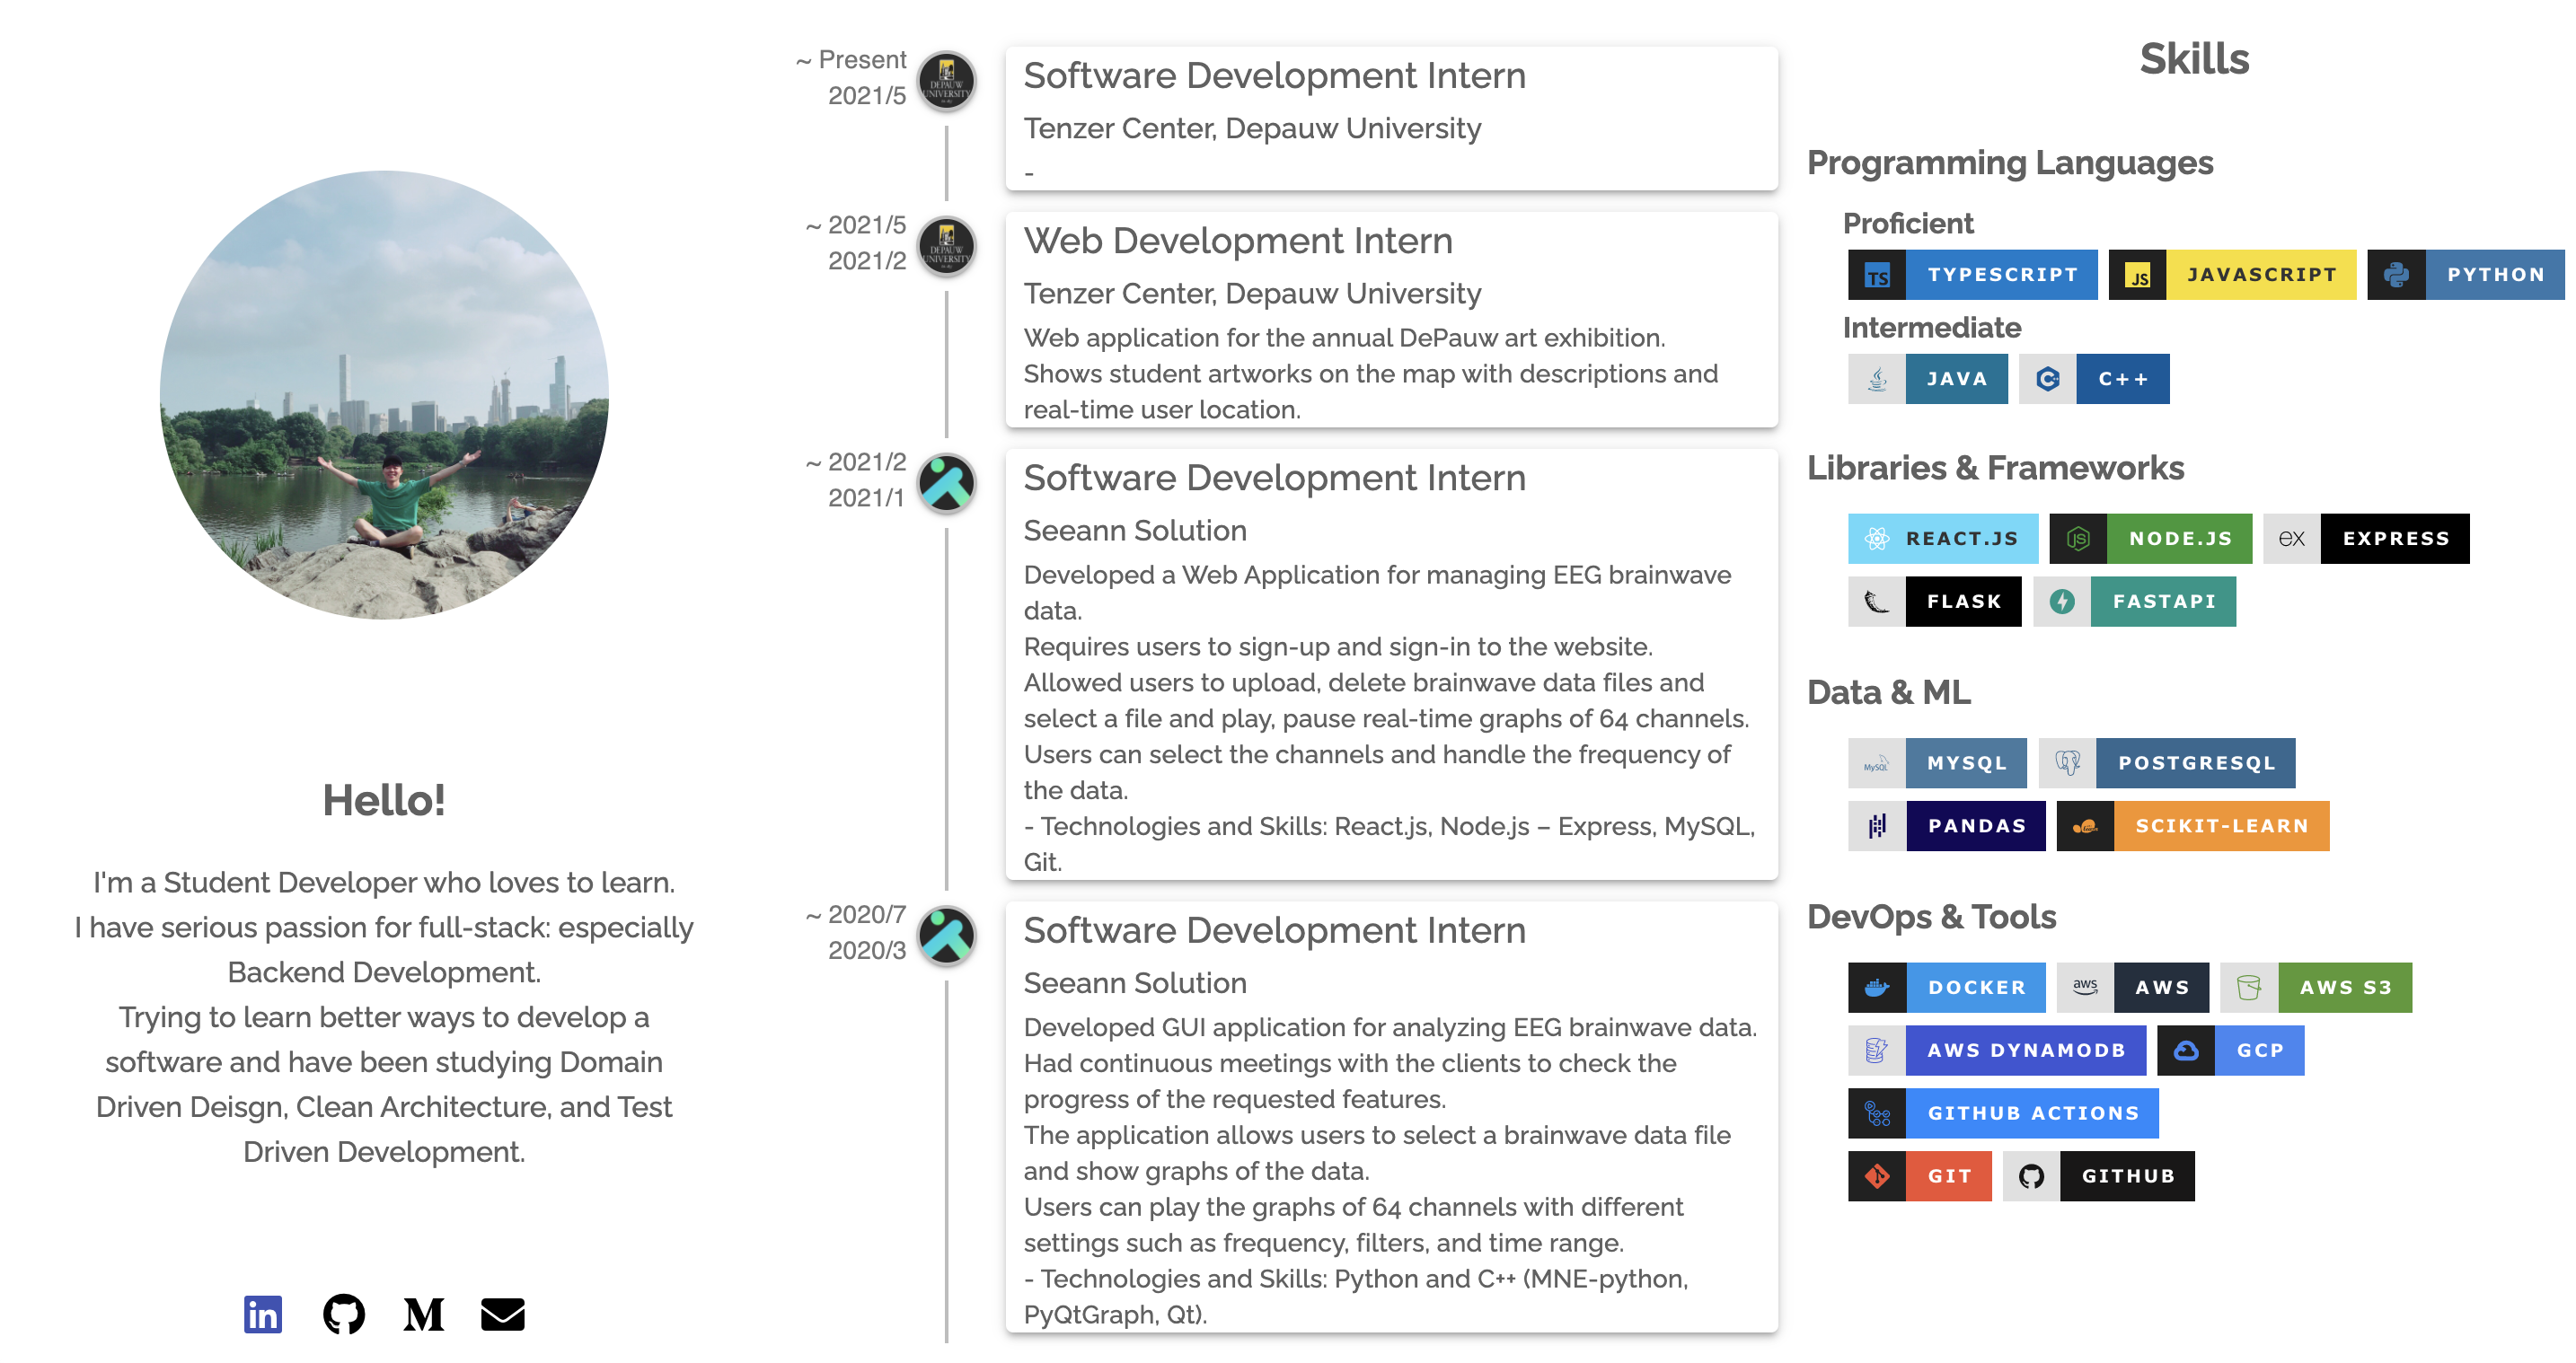 Hello!
I'm a Student Developer who loves to learn.
I have serious passion for full-stack: especially
Backend Development.
Trying to learn better ways to develop a
software and have been studying Domain
Driven Deisgn, Clean Architecture, and Test
Driven Development.
in
M
~ Present
2021/5
DEPAUW
UNIVERSITY
Software Development Intern
Tenzer Center, Depauw University
-
~ 2021/5
2021/2
DEPAUW
UNIVERSITY
Web Development Intern
Tenzer Center, Depauw University
Web application for the annual DePauw art exhibition.
Shows student artworks on the map with descriptions and
real-time user location.
~ 2021/2
2021/1
Software Development Intern
Seeann Solution
Developed a Web Application for managing EEG brainwave
data.
Requires users to sign-up and sign-in to the website.
Allowed users to upload, delete brainwave data files and
select a file and play, pause real-time graphs of 64 channels.
Users can select the channels and handle the frequency of
the data.
- Technologies and Skills: React.js, Node.js – Express, MySQL,
Git.
~ 2020/7
2020/3
Software Development Intern
Seeann Solution
Developed GUI application for analyzing EEG brainwave data.
Had continuous meetings with the clients to check the
progress of the requested features.
The application allows users to select a brainwave data file
and show graphs of the data.
Users can play the graphs of 64 channels with different
settings such as frequency, filters, and time range.
- Technologies and Skills: Python and C++ (MNE-python,
PyQtGraph, Qt).
Skills
Programming Languages
Proficient
TS TYPESCRIPT JS JAVASCRIPT PYTHON
Intermediate
JAVA C C++
Libraries & Frameworks
REACT.JS JS NODE.JS ex EXPRESS
FLASK FASTAPI
Data & ML
MySQL MYSQL POSTGRESQL
PANDAS SCIKIT-LEARN
DevOps & Tools
DOCKER aws AWS AWS S3
AWS DYNAMODB GCP
GITHUB ACTIONS
GIT GITHUB